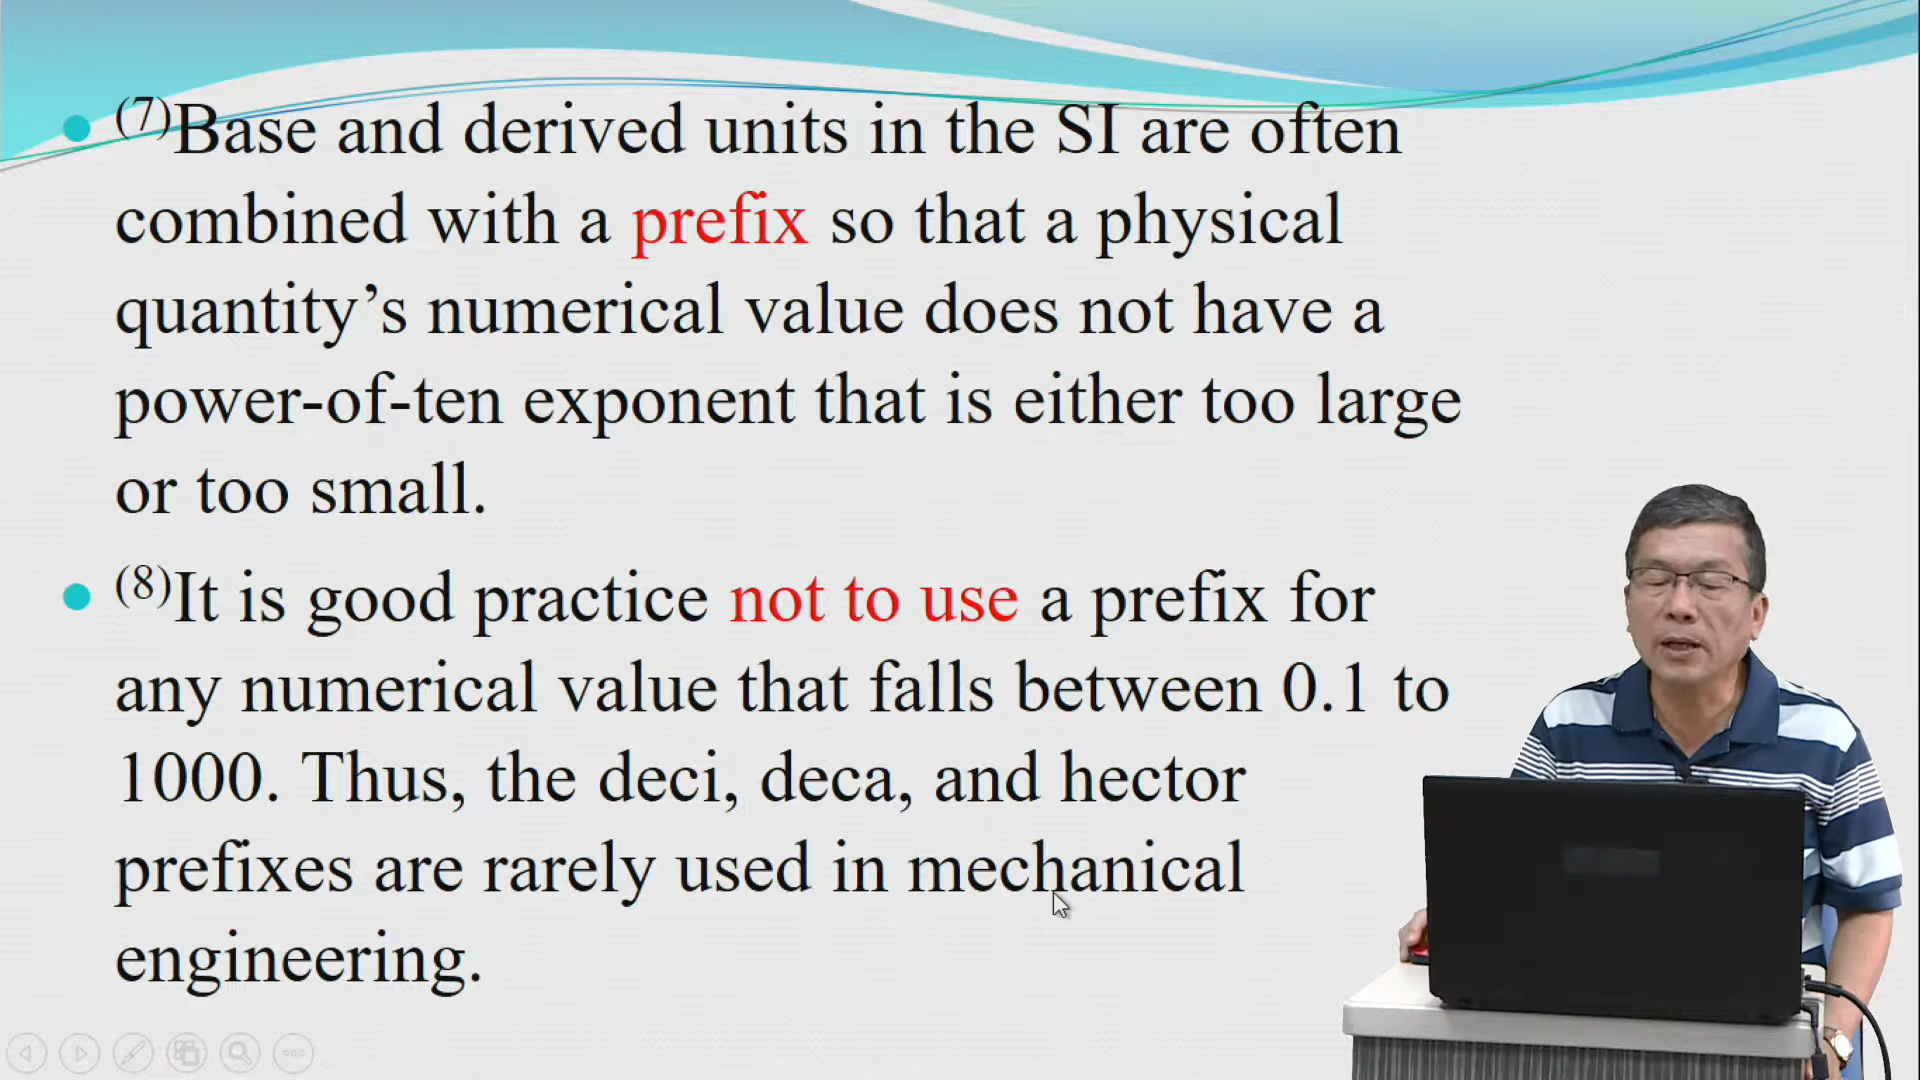 (7)Base and derived units in the SI are often
combined with a prefix so that a physical
quantity’s numerical value does not have a
power-of-ten exponent that is either too large
or too small.
(8)It is good practice not to use a prefix for
any numerical value that falls between 0.1 to
1000. Thus, the deci, deca, and hector
prefixes are rarely used in mechanical
engineering.